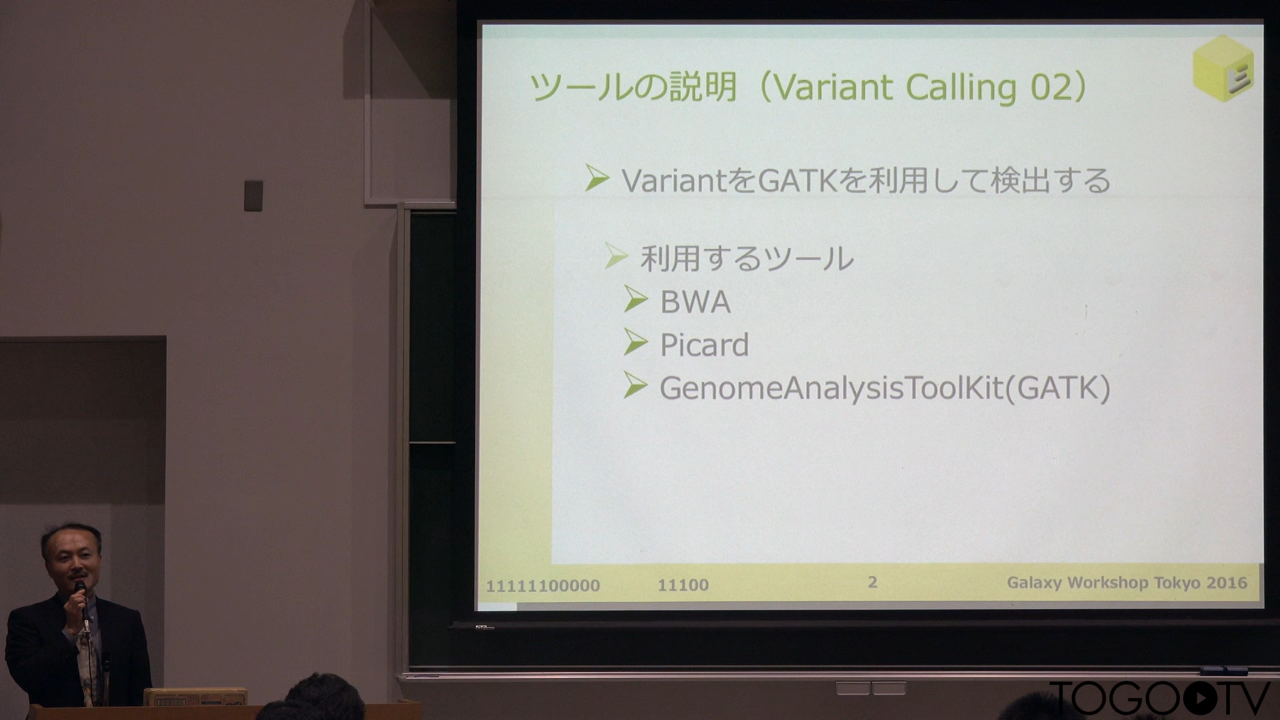 ツールの説明（Variant Calling 02）
VariantをGATKを利用して検出する
利用するツール
BWA
Picard
GenomeAnalysisToolKit(GATK)
11111100000 11100 2 Galaxy Workshop Tokyo 2016
TOGOTV